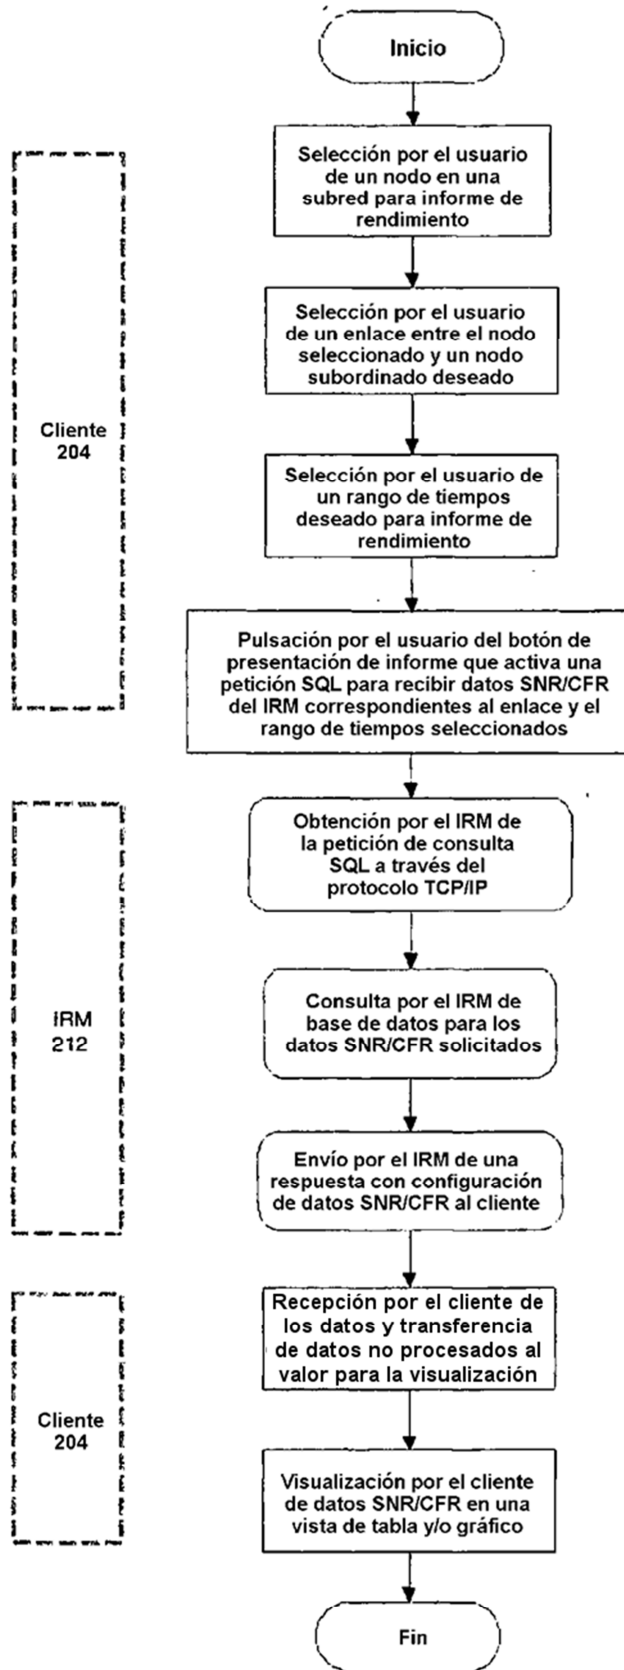 Inicio
Selección por el usuario
de un nodo en una
subred para informe de
rendimiento
Selección por el usuario
de un enlace entre el nodo
seleccionado y un nodo
subordinado deseado
Cliente
204
Selección por el usuario de
un rango de tiempos
deseado para informe de
rendimiento
Pulsación por el usuario del botón de
presentación de informe que activa una
petición SQL para recibir datos SNR/CFR
del IRM correspondientes al enlace y el
rango de tiempos seleccionados
Obtención por el IRM de
la petición de consulta
SQL a través del
protocolo TCP/IP
IRM
212
Consulta por el IRM de
base de datos para los
datos SNR/CFR solicitados
Envío por el IRM de una
respuesta con configuración
de datos SNR/CFR al cliente
Recepción por el cliente de
los datos y transferencia
de datos no procesados al
valor para la visualización
Cliente
204
Visualización por el cliente
de datos SNR/CFR en una
vista de tabla y/o gráfico
Fin